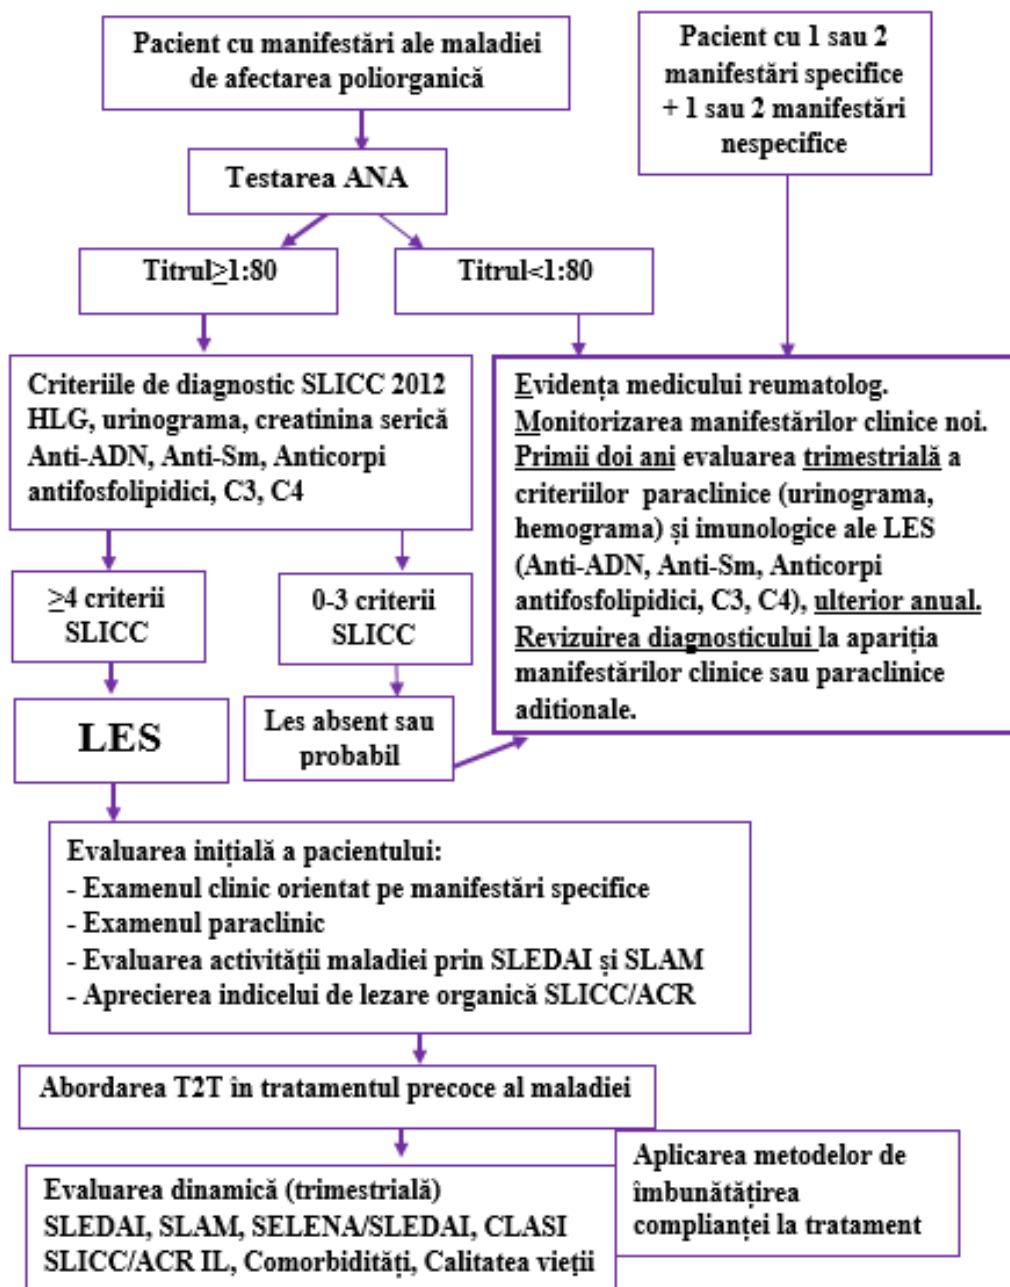 Pacient cu manifestări ale maladiei
de afectarea poliorganică
Pacient cu 1 sau 2
manifestări specifice
+ 1 sau 2 manifestări
nespecifice
Testarea ANA
Titrul≥1:80
Titrul<1:80
Criteriile de diagnostic SLICC 2012
HLG, urinograma, creatinina serică
Anti-ADN, Anti-Sm, Anticorpi
antifosfolipidici, C3, C4
Evidența medicului reumatolog.
Monitorizarea manifestărilor clinice noi.
Primii doi ani evaluarea trimestrială a
criteriilor paraclinice (urinograma,
hemograma) și imunologice ale LES
(Anti-ADN, Anti-Sm, Anticorpi
antifosfolipidici, C3, C4), ulterior anual.
Revizuirea diagnosticului la apariția
manifestărilor clinice sau paraclinice
aditionale.
≥4 criterii
SLICC
0-3 criterii
SLICC
LES
Les absent sau
probabil
Evaluarea inițială a pacientului:
- Examenul clinic orientat pe manifestări specifice
- Examenul paraclinic
- Evaluarea activității maladiei prin SLEDAI și SLAM
- Aprecierea indicelui de lezare organică SLICC/ACR
Abordarea T2T în tratamentul precoce al maladiei
Evaluarea dinamică (trimestrială)
SLEDAI, SLAM, SELENA/SLEDAI, CLASI
SLICC/ACR IL, Comorbidități, Calitatea vieții
Aplicarea metodelor de
îmbunătățirea
complianței la tratament